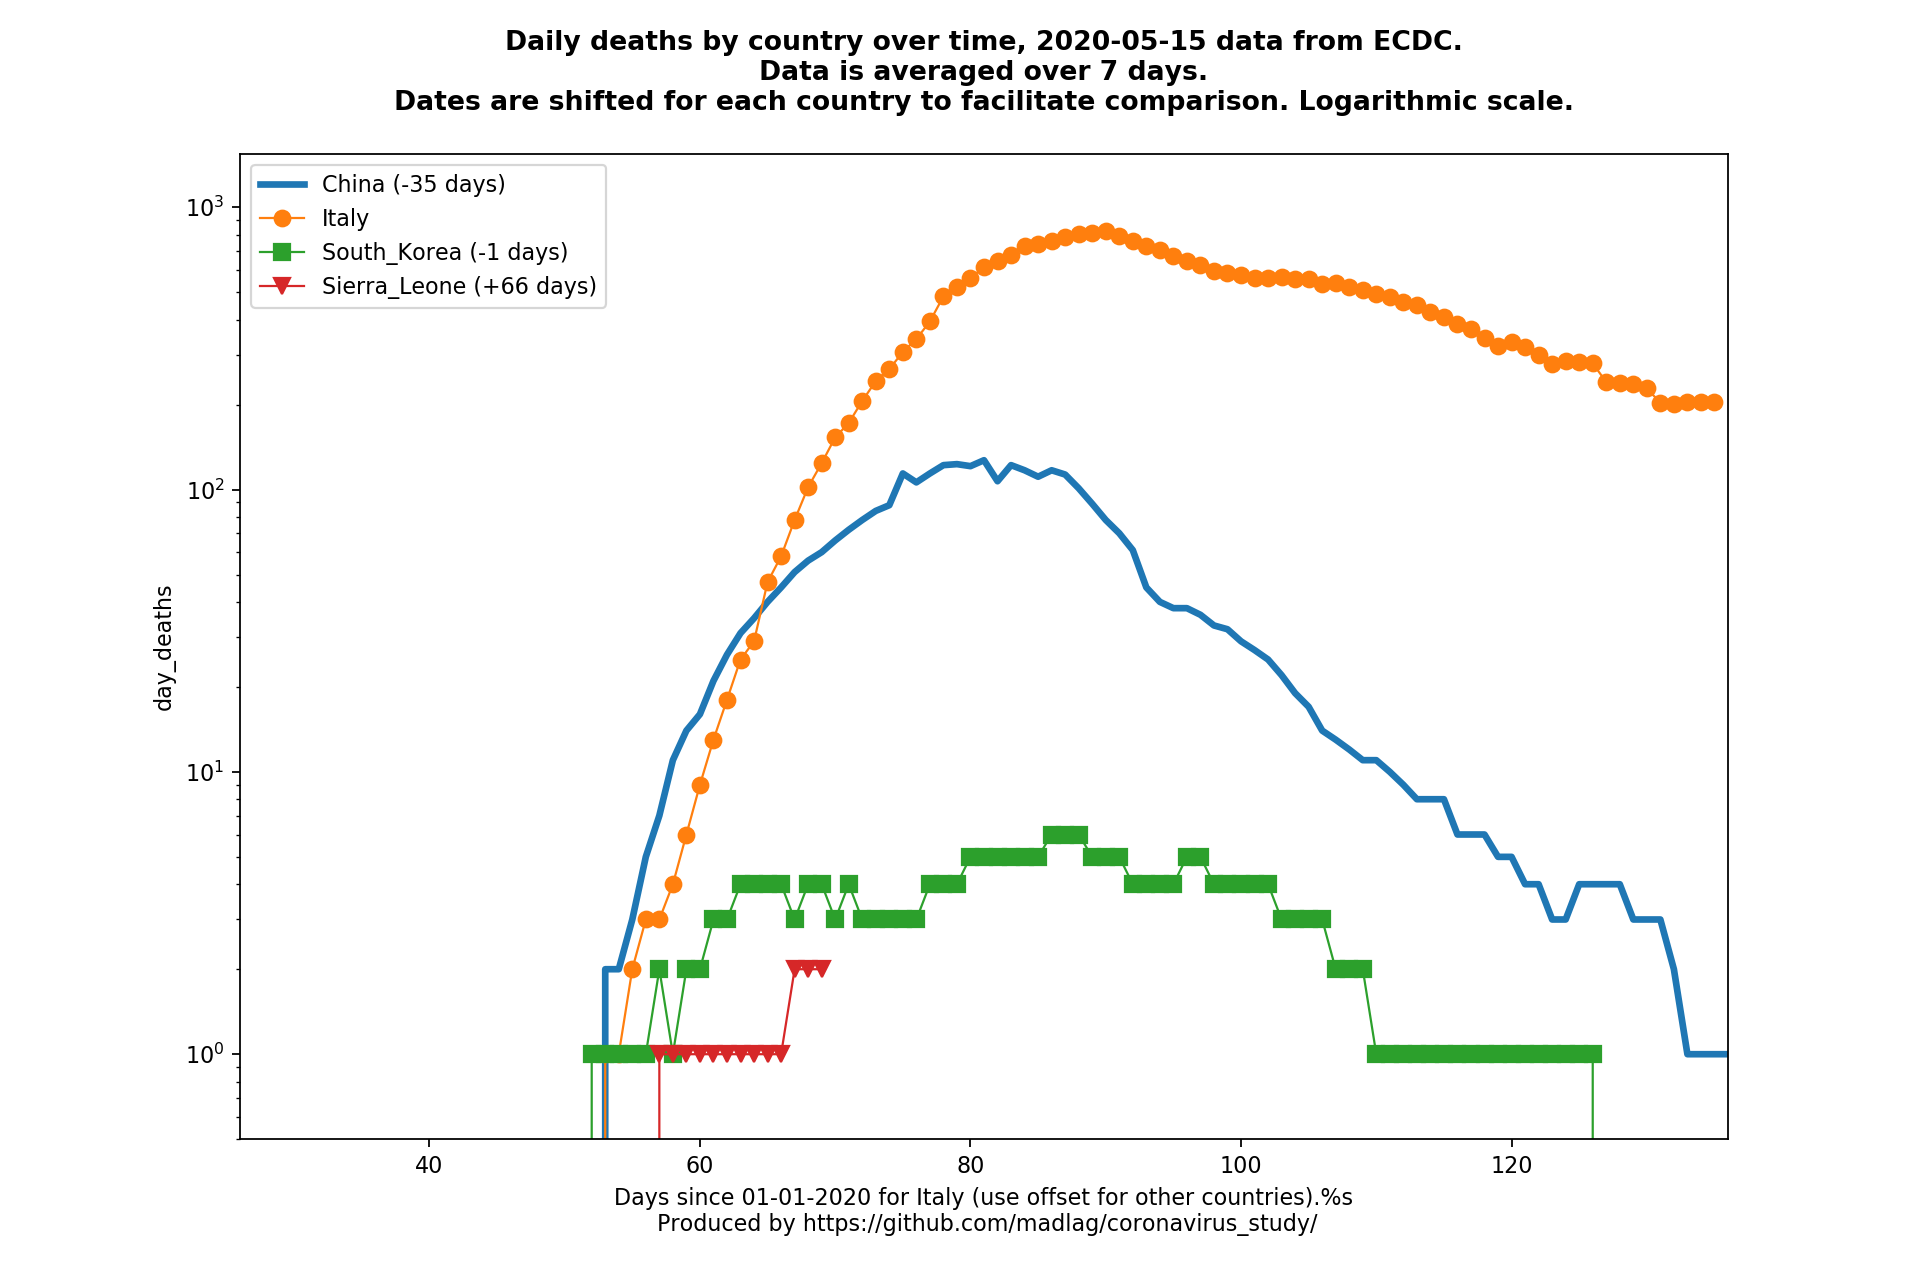 Daily deaths by country over time, 2020-05-15 data from ECDC.
Data is averaged over 7 days.
Dates are shifted for each country to facilitate comparison. Logarithmic scale.
China (-35 days)
Italy
South_Korea (-1 days)
Sierra_Leone (+66 days)
10³
10²
10¹
10⁰
day_deaths
40 60 80 100 120
Days since 01-01-2020 for Italy (use offset for other countries).%s
Produced by https://github.com/madlag/coronavirus_study/